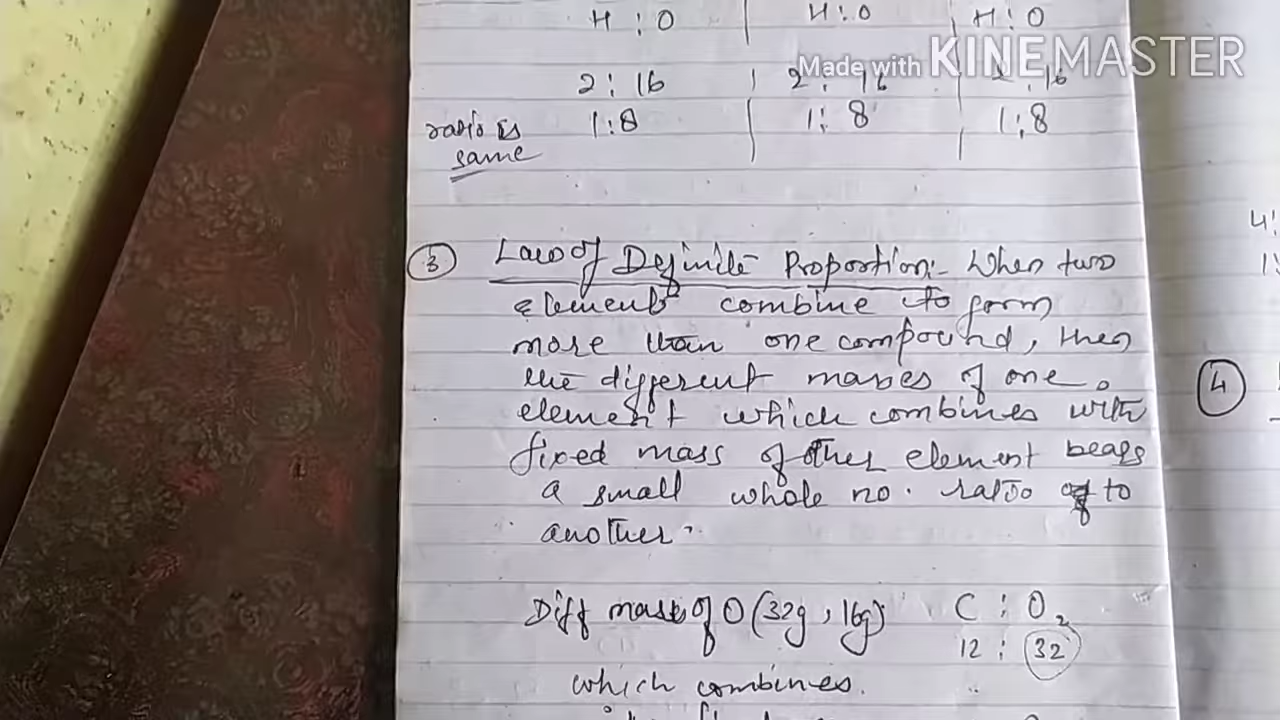 H : O | H : O | H : O
Made with KINEMASTER
2 : 16 | 2 : 16 | 2 : 16
ratio is 1 : 8 | 1 : 8 | 1 : 8
same
4:
3 Law of Definite Proportion:- When two
elements combine to form
more than one compound, then
the different masses of one
element which combines with
4
fixed mass of other element bears
a small whole no. ratio to
another.
Diff mass of O (32g, 16g) C : O2
12 : 32
which combines.